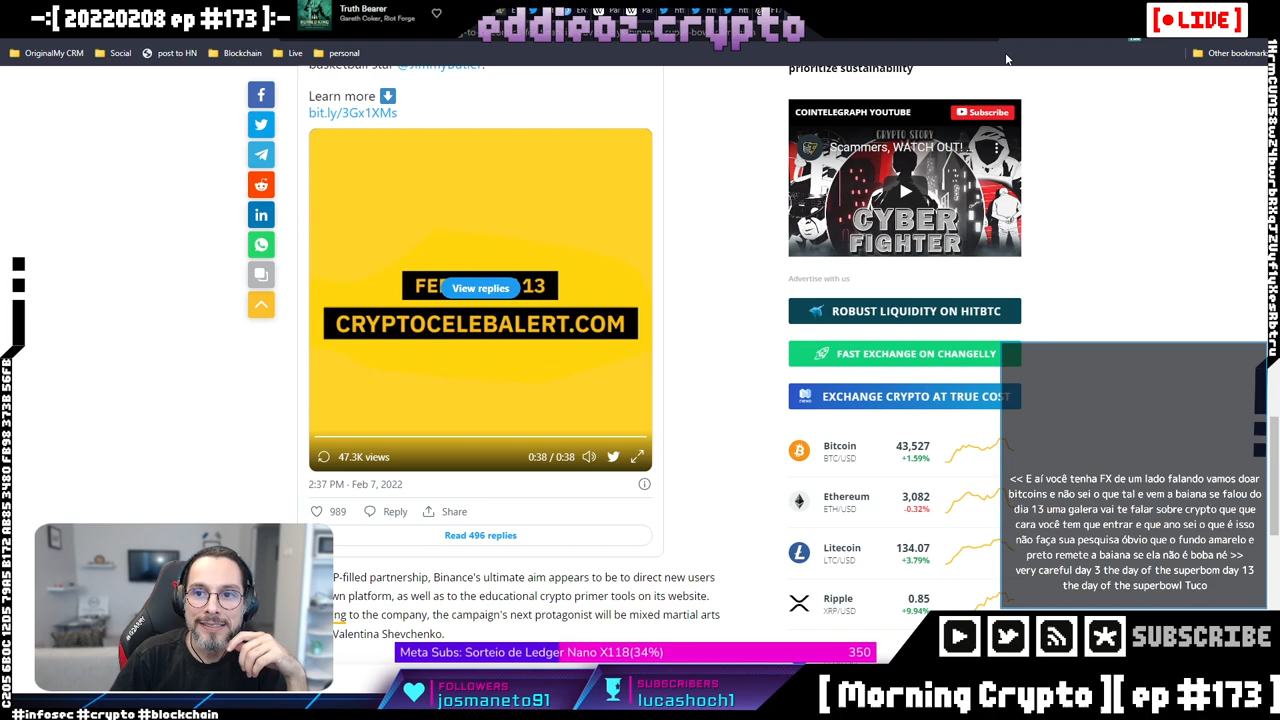 -:[ 20220208 ep #173 ]:-
Truth Bearer
Gareth Coker, Riot Forge
eddieoz.crypto
[● LIVE ]
OriginalMy CRM
Social
post to HN
Blockchain
Live
personal
Other bookmark
basketball star @JimmyButler.
Learn more
bit.ly/3Gx1XMs
View replies
13
CRYPTOCELEBALERT.COM
47.3K views
0:38 / 0:38
2:37 PM · Feb 7, 2022
989
Reply
Share
Read 496 replies
P-filled partnership, Binance's ultimate aim appears to be to direct new users
wn platform, as well as to the educational crypto primer tools on its website.
ng to the company, the campaign's next protagonist will be mixed martial arts
Valentina Shevchenko.
prioritize sustainability
COINTELEGRAPH YOUTUBE
Subscribe
CRYPTO STORY
Scammers, WATCH OUT! ...
CYBER
FIGHTER
Advertise with us
ROBUST LIQUIDITY ON HITBTC
FAST EXCHANGE ON CHANGELLY
EXCHANGE CRYPTO AT TRUE COST
Bitcoin
BTC/USD
43,527
+1.59%
Ethereum
ETH/USD
3,082
-0.32%
Litecoin
LTC/USD
134.07
+3.79%
Ripple
XRP/USD
0.85
+9.94%
<< E aí você tenha FX de um lado falando vamos doar
bitcoins e não sei o que tal e vem a baiana se falou do
dia 13 uma galera vai te falar sobre crypto que que
cara você tem que entrar e que ano sei o que é isso
não faça sua pesquisa óbvio que o fundo amarelo e
preto remete a baiana se ela não é boba né >>
very careful day 3 the day of the superbom day 13
the day of the superbowl Tuco
Meta Subs: Sorteio de Ledger Nano X
118(34%)
350
FOLLOWERS
josmaneto91
SUBSCRIBERS
lucashoch1
SUBSCRIBE
[ Morning Crypto ][ ep #173 ]
#infosec #crypto #blockchain